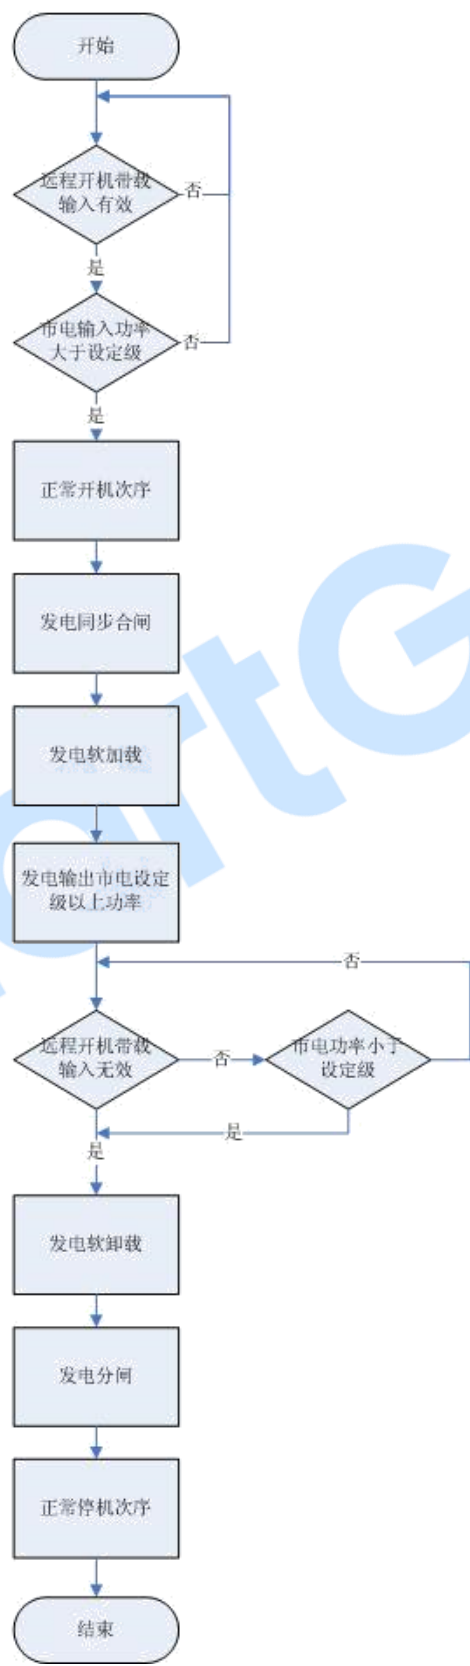 开始
远程开机带载
输入有效
否
是
市电输入功率
大于设定级
否
是
正常开机次序
发电同步合闸
发电软加载
发电输出市电设定
级以上功率
否
远程开机带载
输入无效
否
市电功率小于
设定级
是
是
发电软卸载
发电分闸
正常停机次序
结束